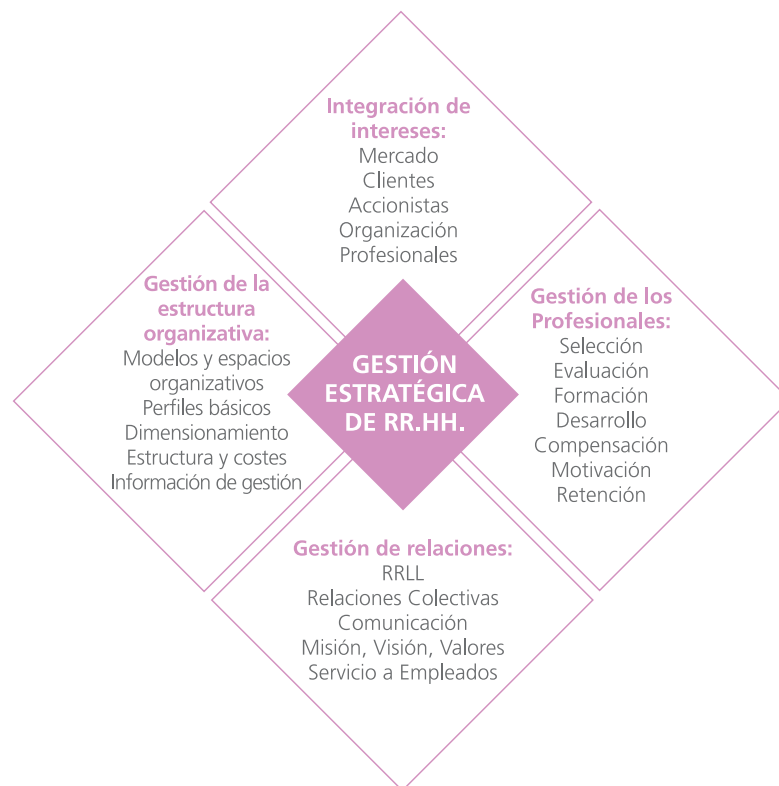 Integración de
intereses:
Mercado
Clientes
Accionistas
Organización
Profesionales
Gestión de la
estructura
organizativa:
Modelos y espacios
organizativos
Perfiles básicos
Dimensionamiento
Estructura y costes
Información de gestión
GESTIÓN
ESTRATÉGICA
DE RR.HH.
Gestión de los
Profesionales:
Selección
Evaluación
Formación
Desarrollo
Compensación
Motivación
Retención
Gestión de relaciones:
RRLL
Relaciones Colectivas
Comunicación
Misión, Visión, Valores
Servicio a Empleados